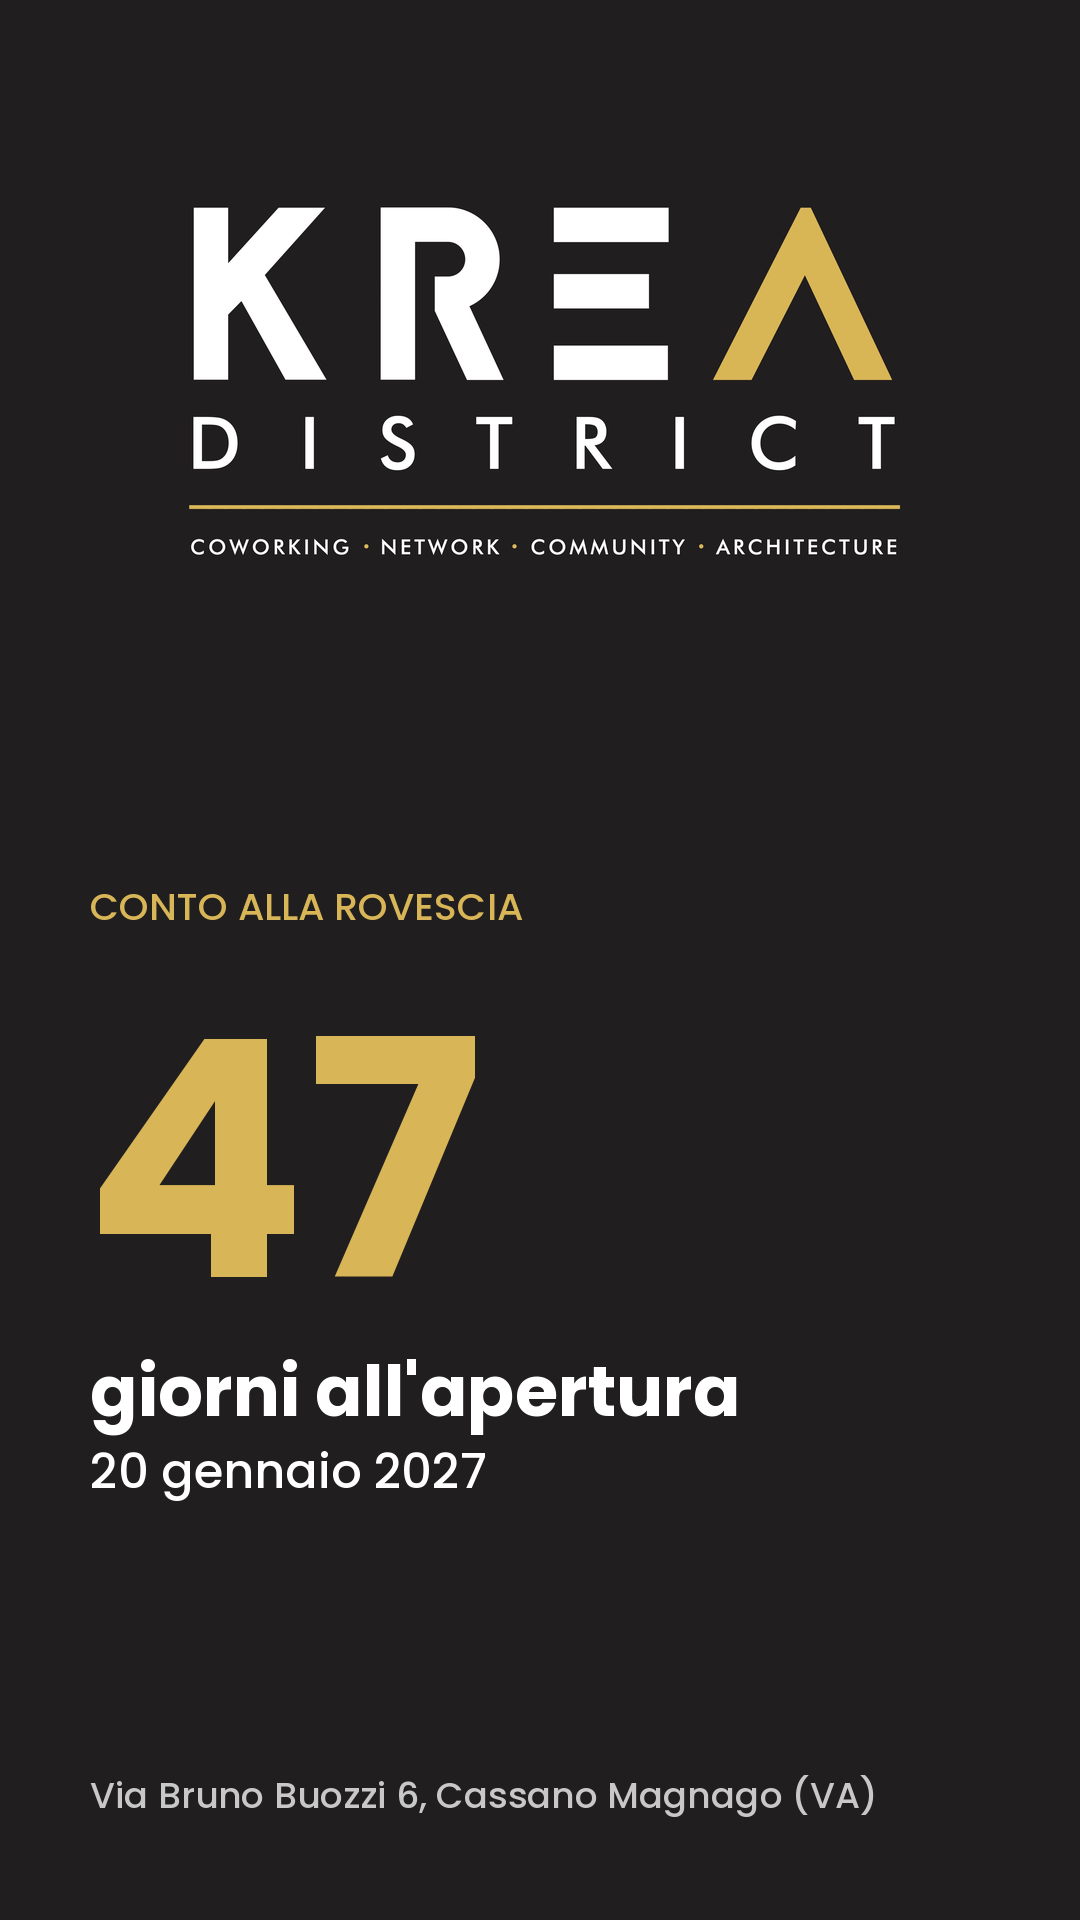 KREA
DISTRICT
COWORKING • NETWORK • COMMUNITY • ARCHITECTURE
CONTO ALLA ROVESCIA
47
giorni all'apertura
20 gennaio 2027
Via Bruno Buozzi 6, Cassano Magnago (VA)